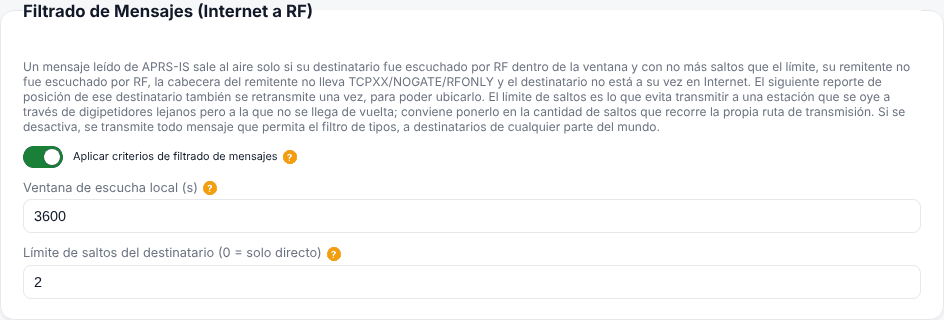 Filtrado de Mensajes (Internet a RF)
Un mensaje leído de APRS-IS sale al aire solo si su destinatario fue escuchado por RF dentro de la ventana y con no más saltos que el límite, su remitente no
fue escuchado por RF, la cabecera del remitente no lleva TCPXX/NOGATE/RFONLY y el destinatario no está a su vez en Internet. El siguiente reporte de
posición de ese destinatario también se retransmite una vez, para poder ubicarlo. El límite de saltos es lo que evita transmitir a una estación que se oye a
través de digipetidores lejanos pero a la que no se llega de vuelta; conviene ponerlo en la cantidad de saltos que recorre la propia ruta de transmisión. Si se
desactiva, se transmite todo mensaje que permita el filtro de tipos, a destinatarios de cualquier parte del mundo.
Aplicar criterios de filtrado de mensajes ?
Ventana de escucha local (s) ?
3600
Límite de saltos del destinatario (0 = solo directo) ?
2